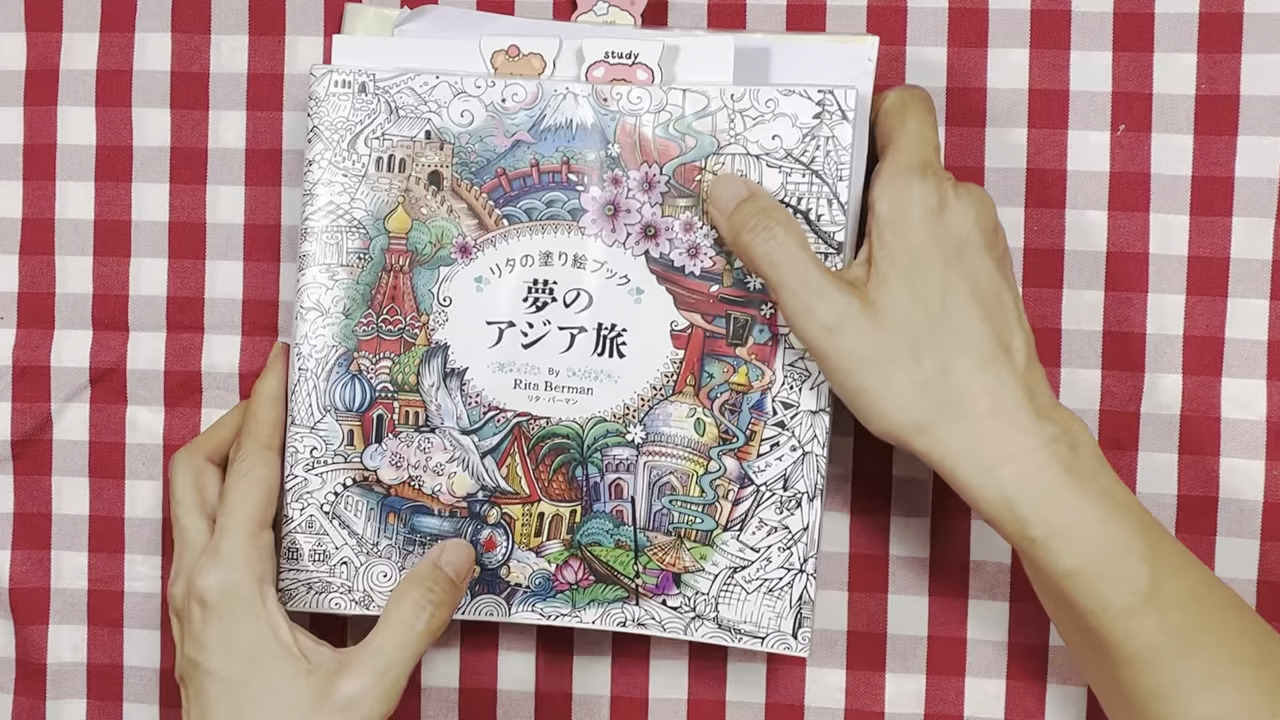 study
リタの塗り絵ブック
夢の
アジア旅
By
Rita Berman
リタ・バーマン